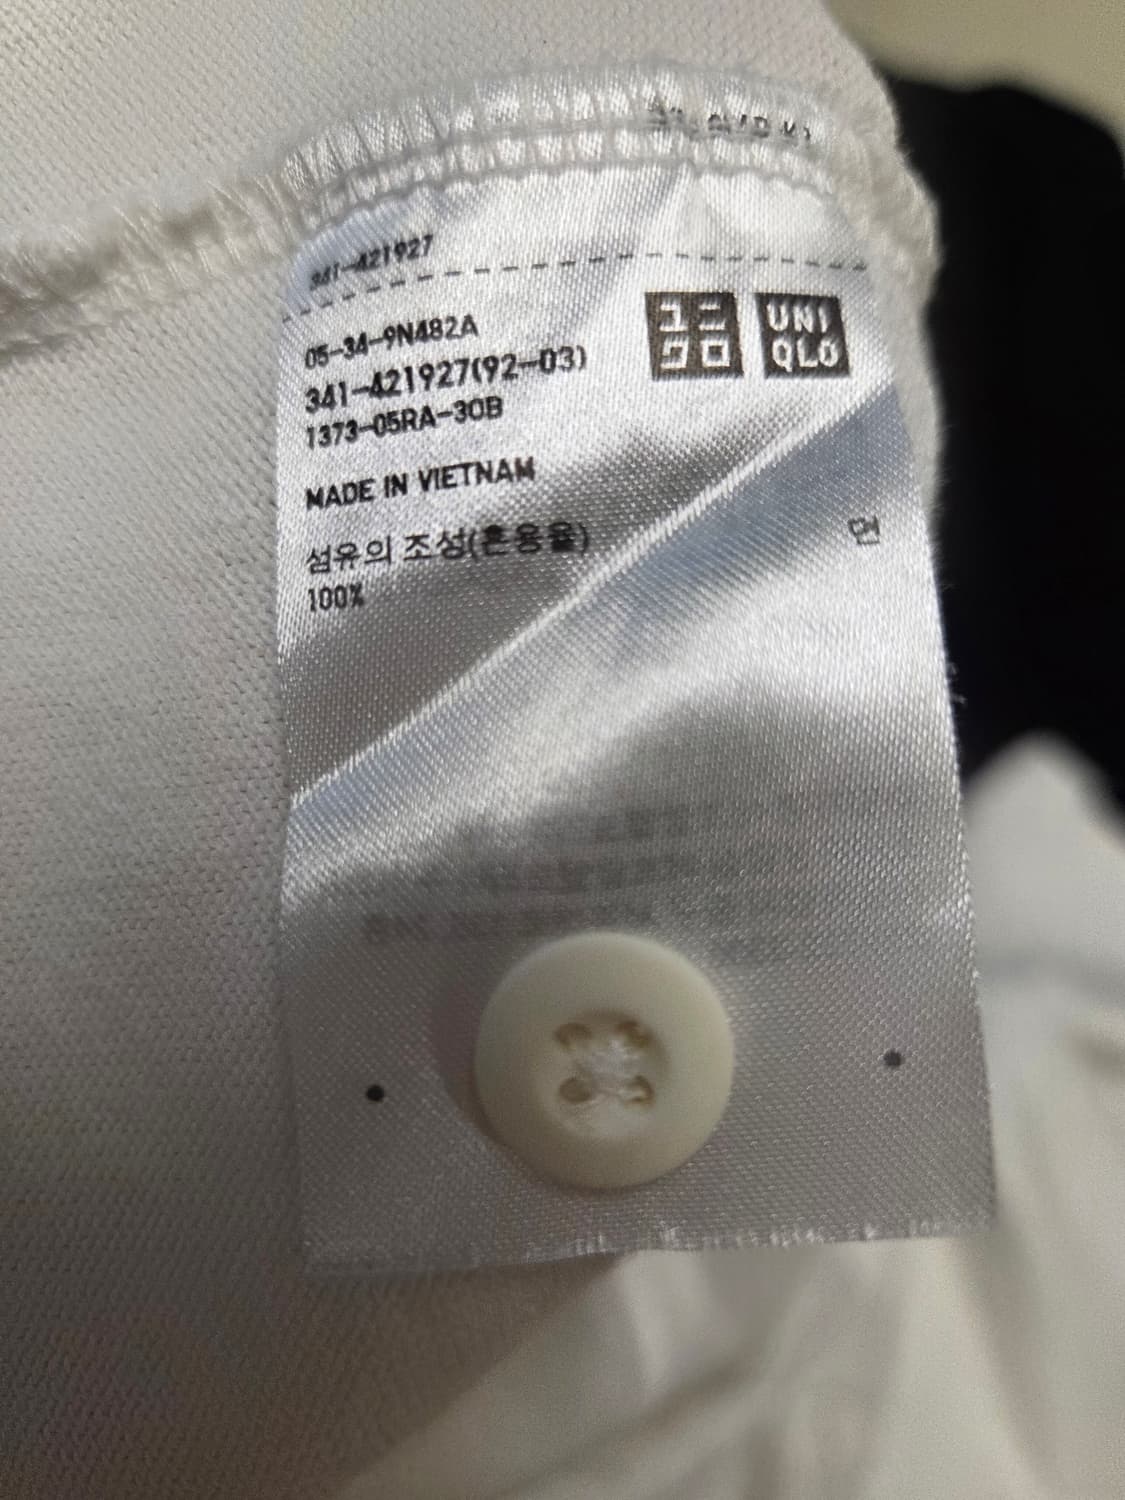 341-421927
05-34-9N482A
341-421927(92-03)
1373-05RA-30B
ユニ
クロ
UNI
QLO
MADE IN VIETNAM
섬유의 조성(혼용율)
면
100%